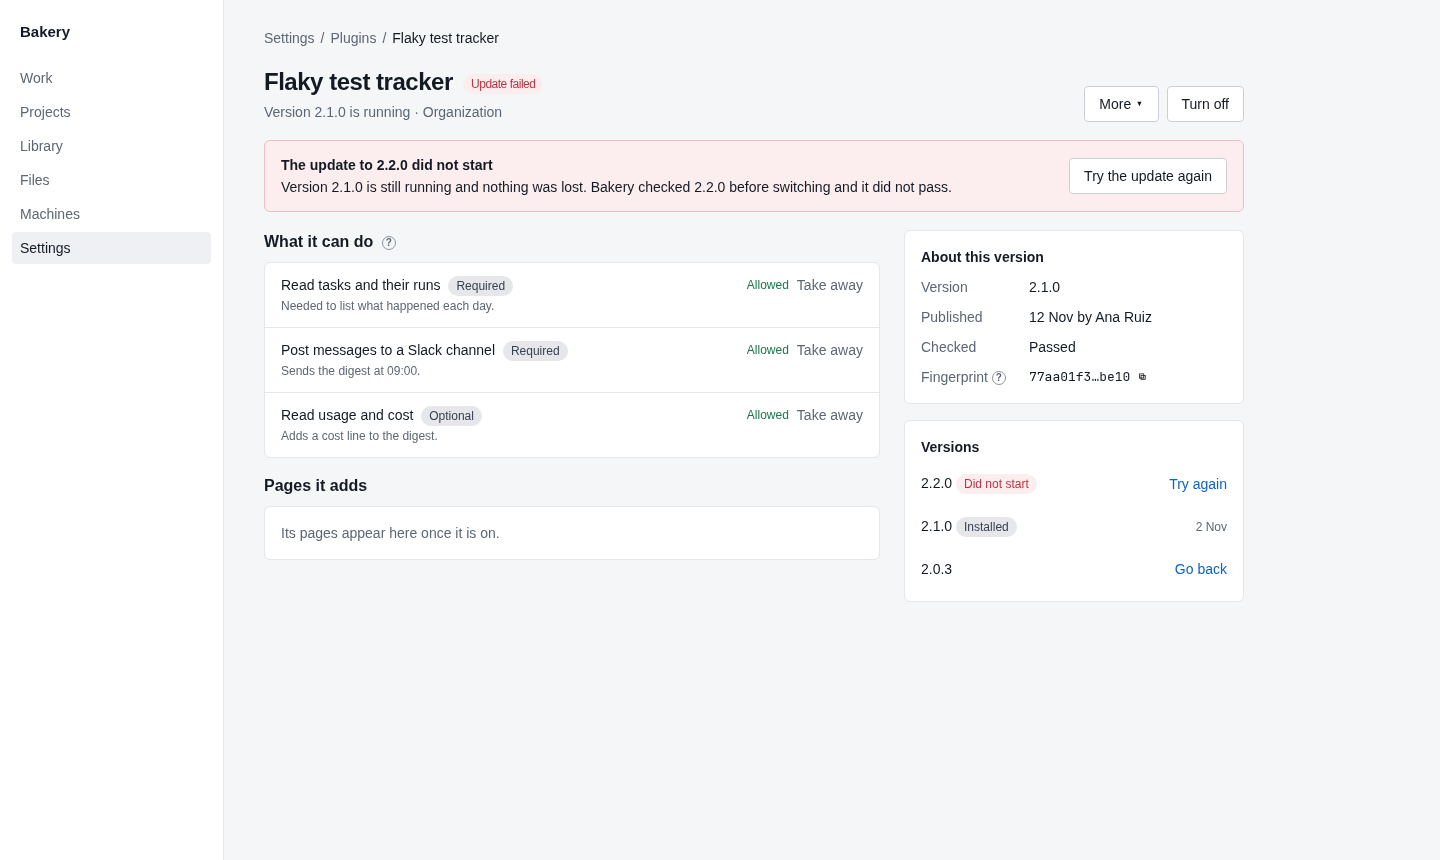 Bakery
Work
Projects
Library
Files
Machines
Settings
Settings / Plugins / Flaky test tracker
Flaky test tracker Update failed
Version 2.1.0 is running · Organization
More ▾
Turn off
The update to 2.2.0 did not start
Version 2.1.0 is still running and nothing was lost. Bakery checked 2.2.0 before switching and it did not pass.
Try the update again
What it can do ?
Read tasks and their runs Required
Needed to list what happened each day.
Allowed Take away
Post messages to a Slack channel Required
Sends the digest at 09:00.
Allowed Take away
Read usage and cost Optional
Adds a cost line to the digest.
Allowed Take away
Pages it adds
Its pages appear here once it is on.
About this version
Version 2.1.0
Published 12 Nov by Ana Ruiz
Checked Passed
Fingerprint ? 77aa01f3…be10
Versions
2.2.0 Did not start Try again
2.1.0 Installed 2 Nov
2.0.3 Go back